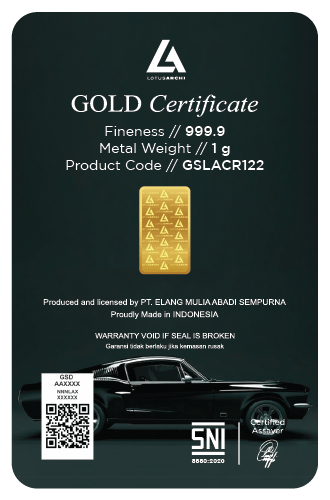 LOTUSARCHI
GOLD Certificate
Fineness // 999.9
Metal Weight // 1 g
Product Code // GSLACR122
Produced and licensed by PT. ELANG MULIA ABADI SEMPURNA
Proudly Made in INDONESIA
WARRANTY VOID IF SEAL IS BROKEN
Garansi tidak berlaku jika kemasan rusak
GSD
AAXXXX
NNNLAX
XXXXXX
SNI
8880:2020
Certified
Assayer